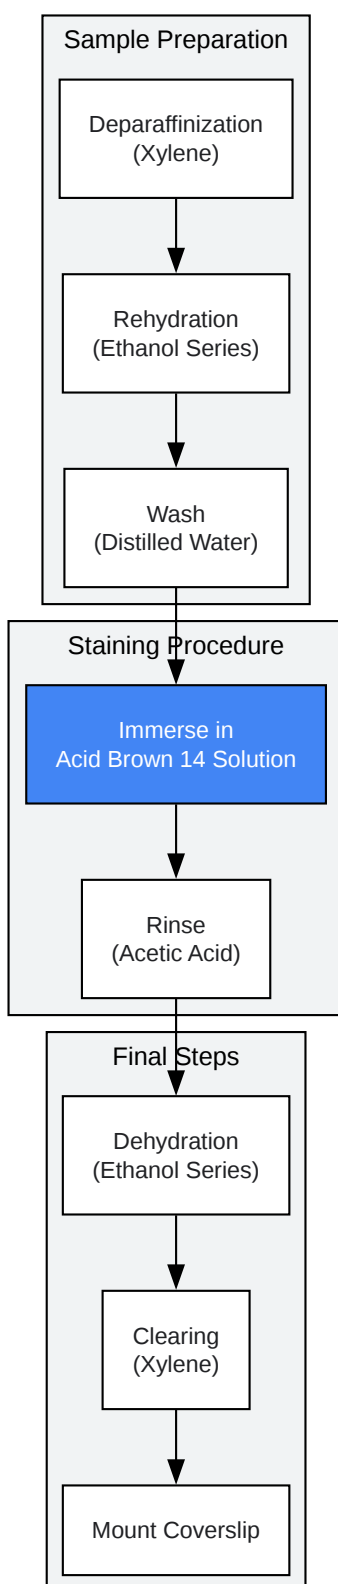 Sample Preparation
Deparaffinization
(Xylene)
Rehydration
(Ethanol Series)
Wash
(Distilled Water)
Staining Procedure
Immerse in
Acid Brown 14 Solution
Rinse
(Acetic Acid)
Final Steps
Dehydration
(Ethanol Series)
Clearing
(Xylene)
Mount Coverslip